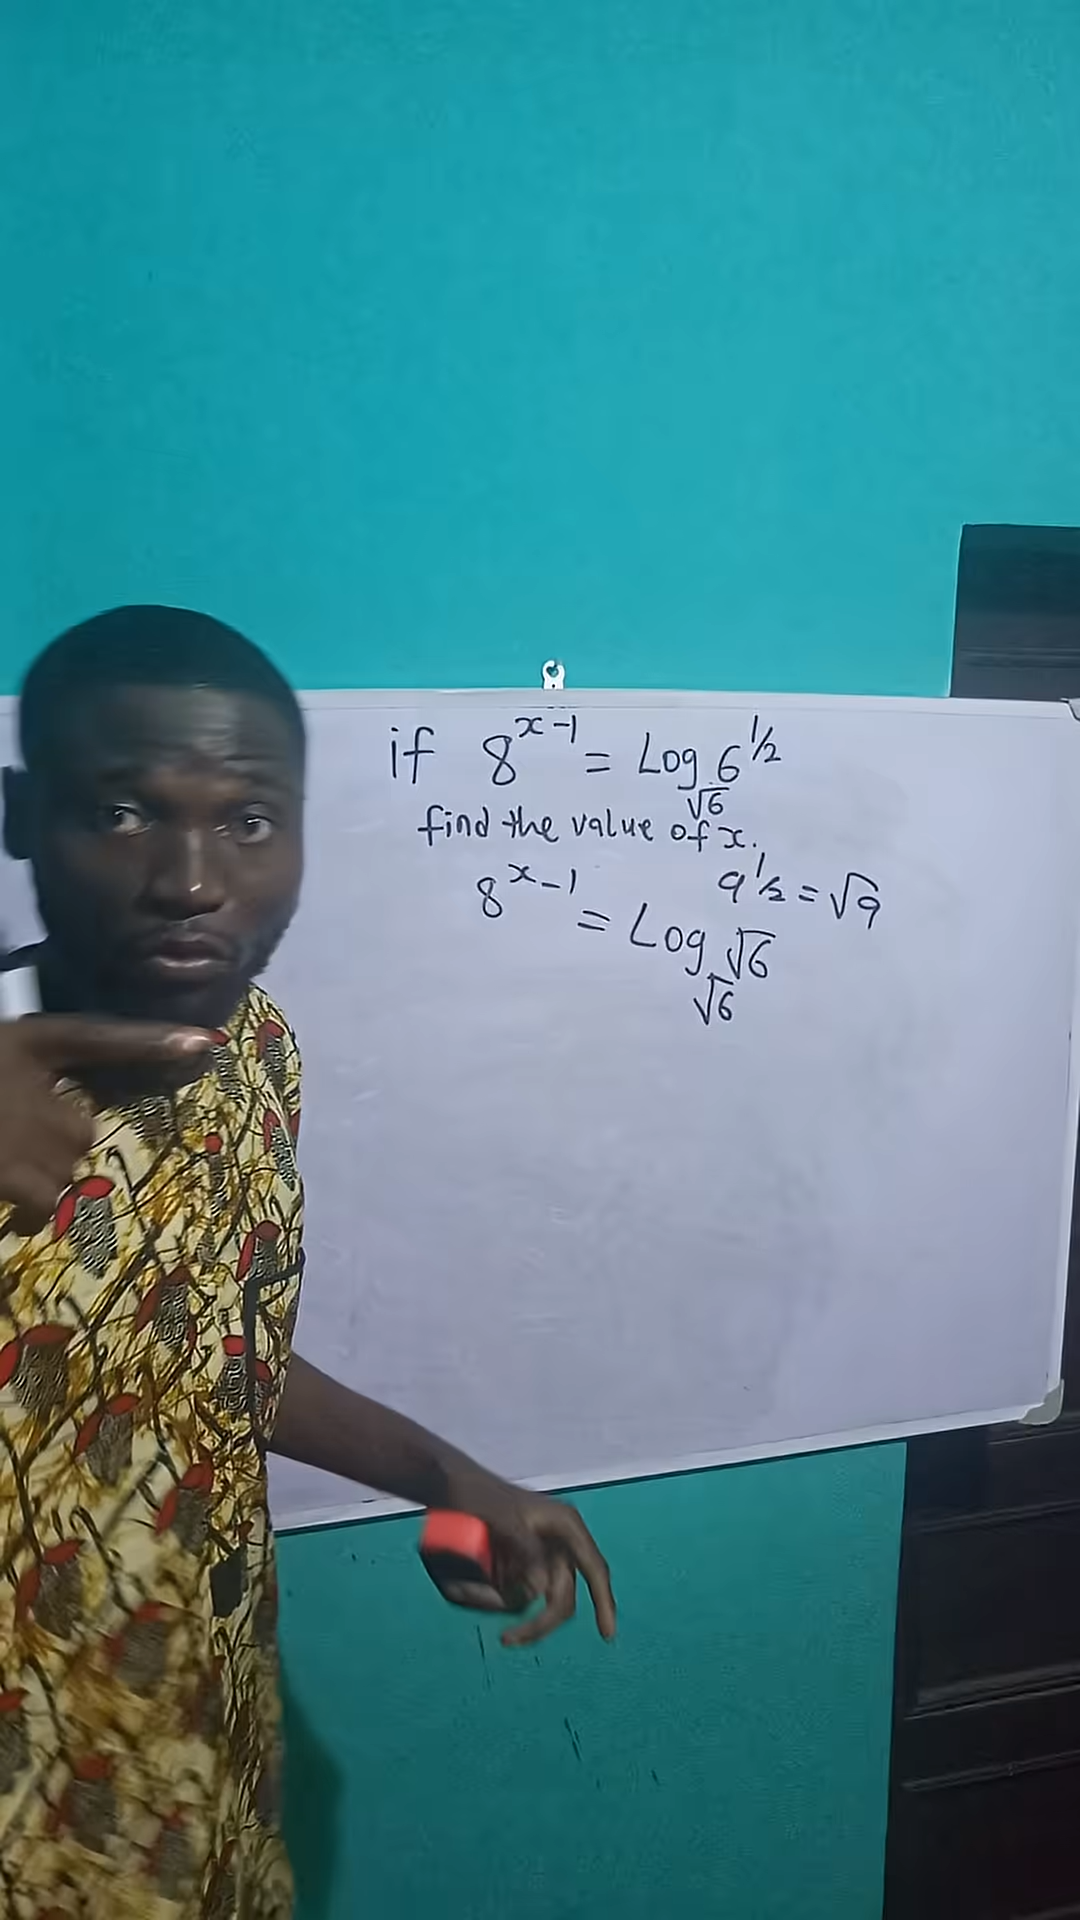 if 8^{x-1} = Log_{√6} 6^{1/2}
find the value of x.
9^{1/2} = √9
8^{x-1} = Log_{√6} √6